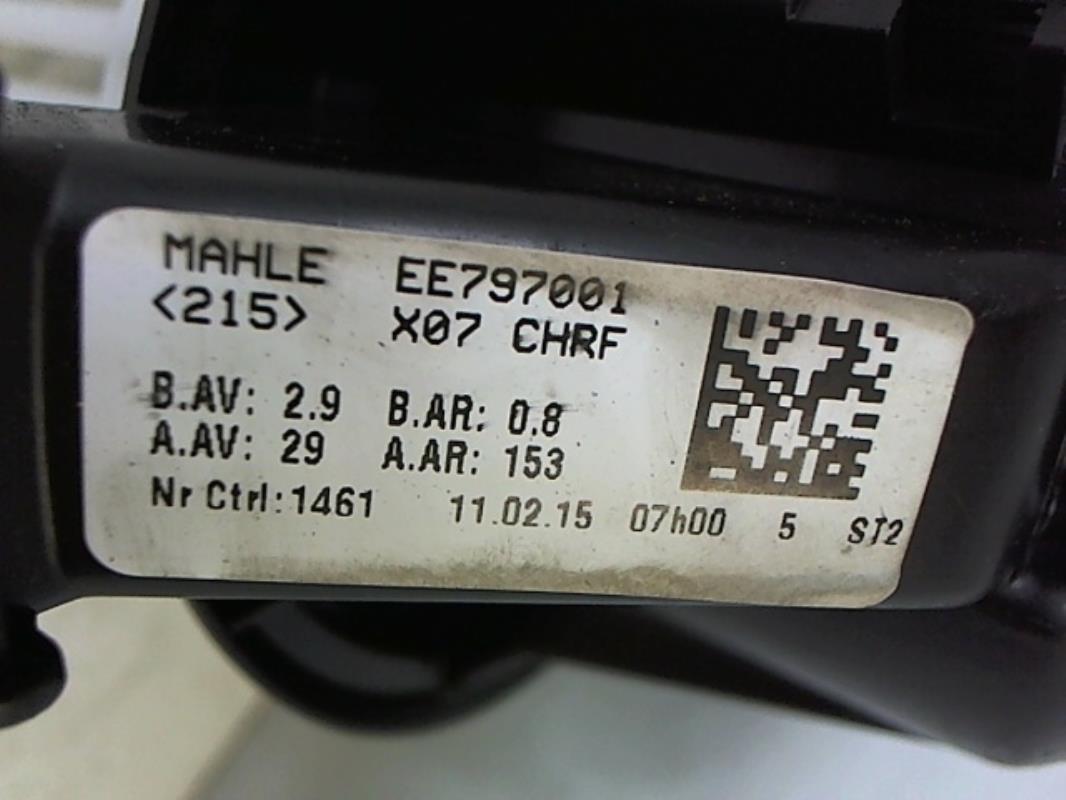 MAHLE EE797001
<215> X07 CHRF
B.AV: 2.9 B.AR: 0.8
A.AV: 29 A.AR: 153
Nr Ctrl:1461 11.02.15 07h00 5 ST2